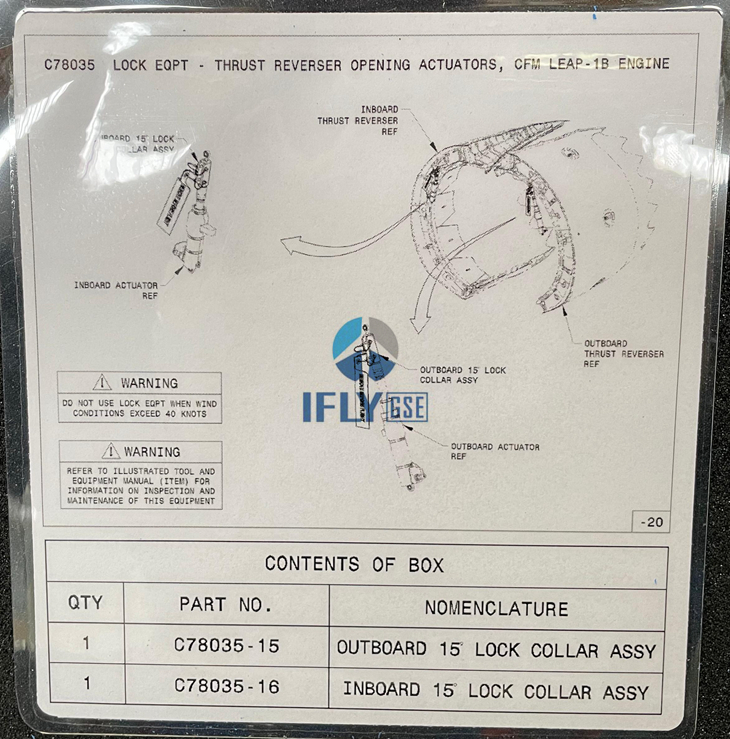 C78035 LOCK EQPT - THRUST REVERSER OPENING ACTUATORS, CFM LEAP-1B ENGINE
INBOARD
THRUST REVERSER
REF
15° LOCK
ASSY
INBOARD ACTUATOR
REF
OUTBOARD
THRUST REVERSER
REF
OUTBOARD 15° LOCK
COLLAR ASSY
IFLY GSE
OUTBOARD ACTUATOR
REF
WARNING
DO NOT USE LOCK EQPT WHEN WIND
CONDITIONS EXCEED 40 KNOTS
WARNING
REFER TO ILLUSTRATED TOOL AND
EQUIPMENT MANUAL (ITEM) FOR
INFORMATION ON INSPECTION AND
MAINTENANCE OF THIS EQUIPMENT
-20
CONTENTS OF BOX
QTY PART NO. NOMENCLATURE
1 C78035-15 OUTBOARD 15° LOCK COLLAR ASSY
1 C78035-16 INBOARD 15° LOCK COLLAR ASSY